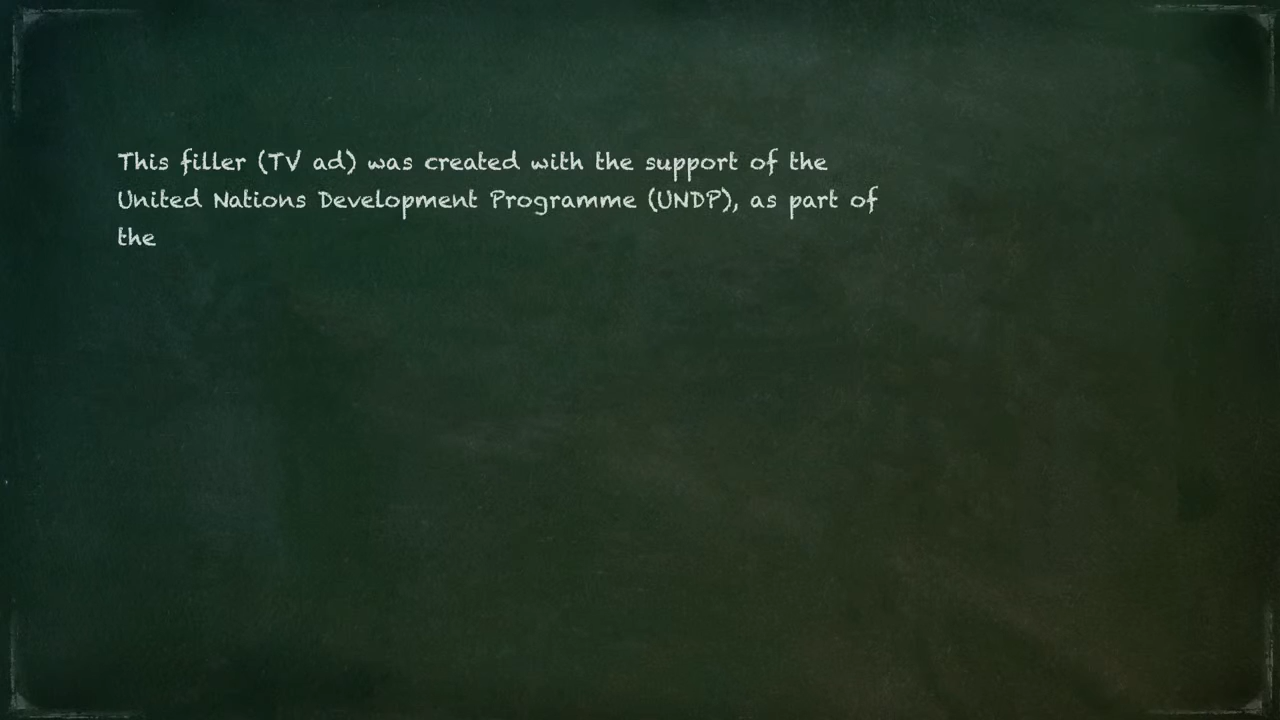 This filler (TV ad) was created with the support of the
United Nations Development Programme (UNDP), as part of
the